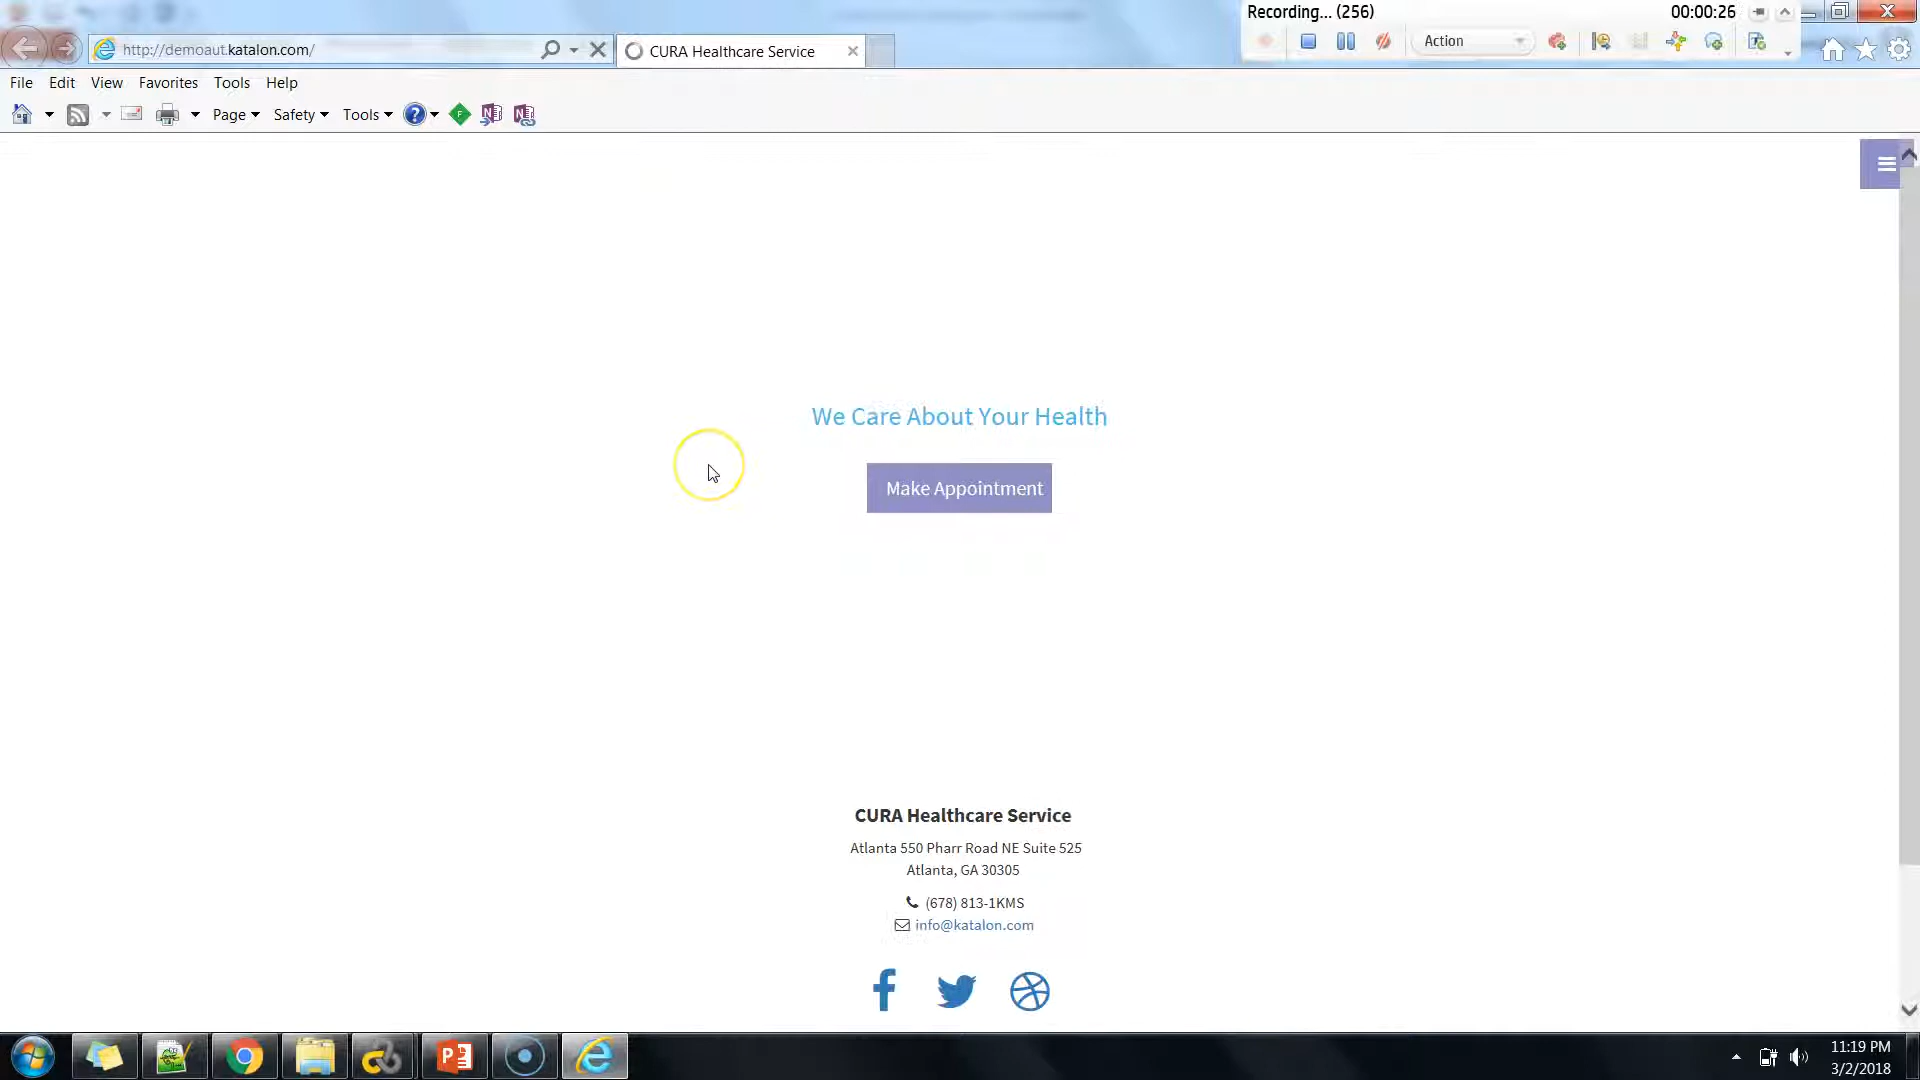 Recording... (256)
00:00:26
http://demoaut.katalon.com/
CURA Healthcare Service
Action
File Edit View Favorites Tools Help
Page Safety Tools
We Care About Your Health
Make Appointment
CURA Healthcare Service
Atlanta 550 Pharr Road NE Suite 525
Atlanta, GA 30305
(678) 813-1KMS
info@katalon.com
11:19 PM
3/2/2018